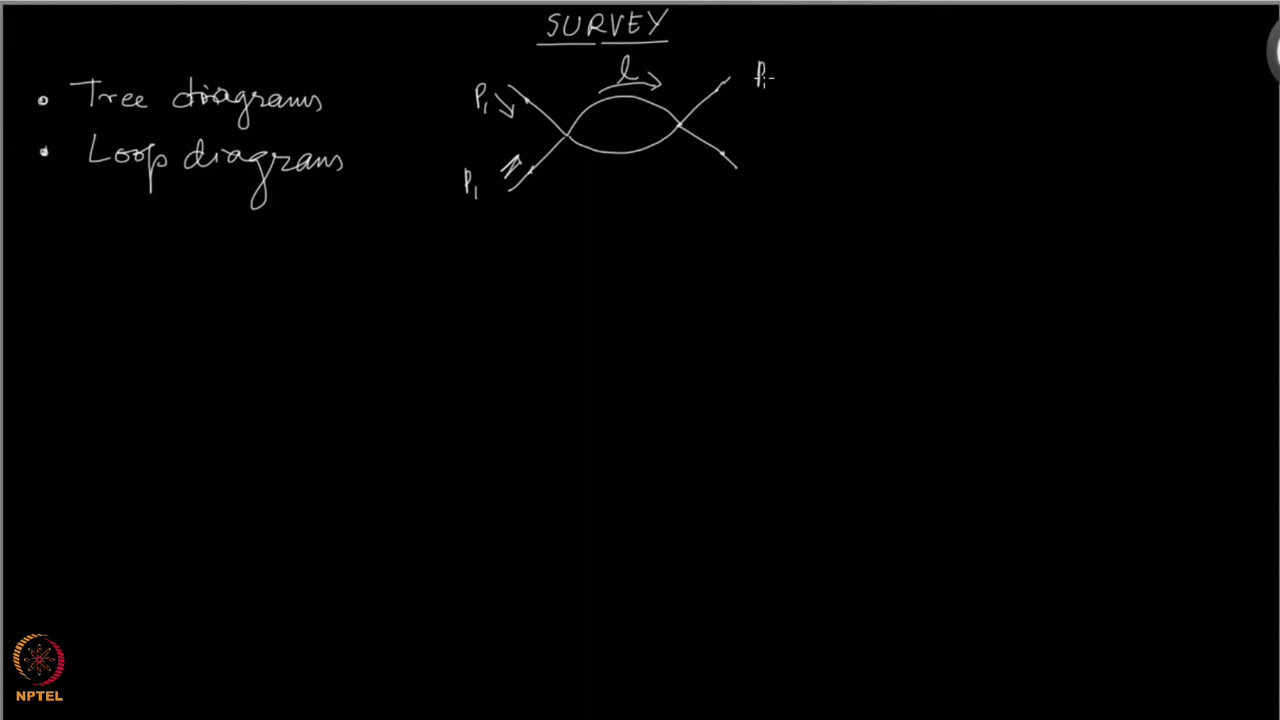 SURVEY
• Tree diagrams
• Loop diagrams
l
P1
P1
NPTEL